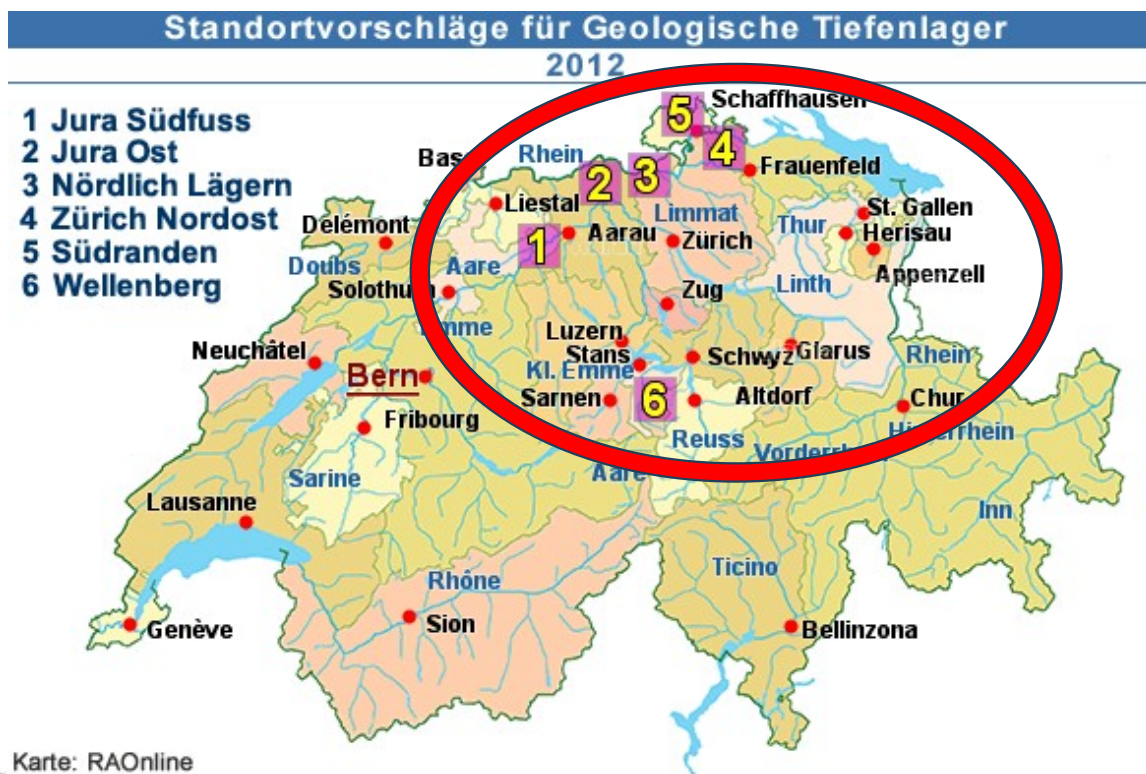 Standortvorschläge für Geologische Tiefenlager
2012
1 Jura Südfuss
2 Jura Ost
3 Nördlich Lägern
4 Zürich Nordost
5 Südranden
6 Wellenberg
5
Schaffhausen
4
Rhein
3
Frauenfeld
2
Liestal
Limmat
St. Gallen
Delémont
1
Aarau
Zürich
Thur
Herisau
Doubs
Aare
Appenzell
Linth
Zug
Luzern
Neuchâtel
Stans
Schwyz
Glarus
Rhein
Kl. Emme
Bern
Sarnen
6
Altdorf
Chur
Fribourg
Reuss
Sarine
Aare
Lausanne
Inn
Ticino
Rhône
Sion
Genève
Bellinzona
Karte: RAOnline